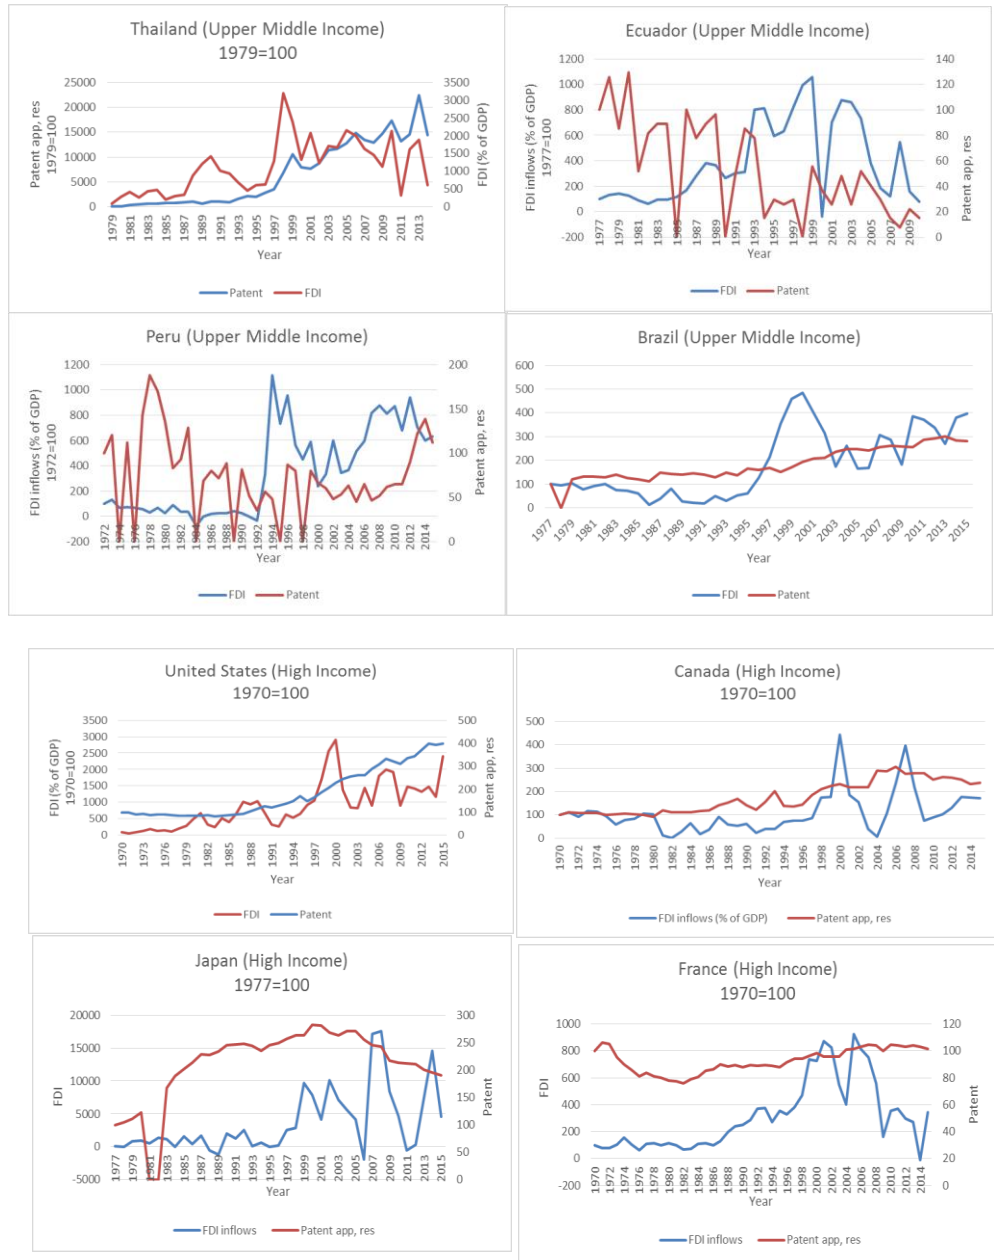 Thailand (Upper Middle Income)
1979=100
Patent app, res
1979=100
25000
20000
15000
10000
5000
0
3500
3000
2500
2000
1500
1000
500
0
FDI (% of GDP)
1979 1981 1983 1985 1987 1989 1991 1993 1995 1997 1999 2001 2003 2005 2007 2009 2011 2013
Year
Patent FDI
Ecuador (Upper Middle Income)
FDI inflows (% of GDP)
1977=100
1200
1000
800
600
400
200
0
-200
140
120
100
80
60
40
20
0
Patent app, res
1977 1979 1981 1983 1985 1987 1989 1991 1993 1995 1997 1999 2001 2003 2005 2007 2009
Year
FDI Patent
Peru (Upper Middle Income)
FDI inflows (% of GDP)
1972=100
1200
1000
800
600
400
200
0
-200
200
150
100
50
0
Patent app, res
1972 1974 1976 1978 1980 1982 1984 1986 1988 1990 1992 1994 1996 1998 2000 2002 2004 2006 2008 2010 2012 2014
Year
FDI Patent
Brazil (Upper Middle Income)
600
500
400
300
200
100
0
1977 1979 1981 1983 1985 1987 1989 1991 1993 1995 1997 1999 2001 2003 2005 2007 2009 2011 2013 2015
Year
FDI Patent
United States (High Income)
1970=100
FDI (% of GDP)
1970=100
3500
3000
2500
2000
1500
1000
500
0
500
400
300
200
100
0
Patent app, res
1970 1973 1976 1979 1982 1985 1988 1991 1994 1997 2000 2003 2006 2009 2012 2015
Year
FDI Patent
Canada (High Income)
1970=100
500
400
300
200
100
0
1970 1972 1974 1976 1978 1980 1982 1984 1986 1988 1990 1992 1994 1996 1998 2000 2002 2004 2006 2008 2010 2012 2014
Year
FDI inflows (% of GDP) Patent app, res
Japan (High Income)
1977=100
FDI
20000
15000
10000
5000
0
-5000
300
250
200
150
100
50
0
Patent
1977 1979 1981 1983 1985 1987 1989 1991 1993 1995 1997 1999 2001 2003 2005 2007 2009 2011 2013 2015
Year
FDI inflows Patent app, res
France (High Income)
1970=100
FDI
1000
800
600
400
200
0
-200
120
100
80
60
40
20
0
Patent
1970 1972 1974 1976 1978 1980 1982 1984 1986 1988 1990 1992 1994 1996 1998 2000 2002 2004 2006 2008 2010 2012 2014
Year
FDI inflows Patent app, res